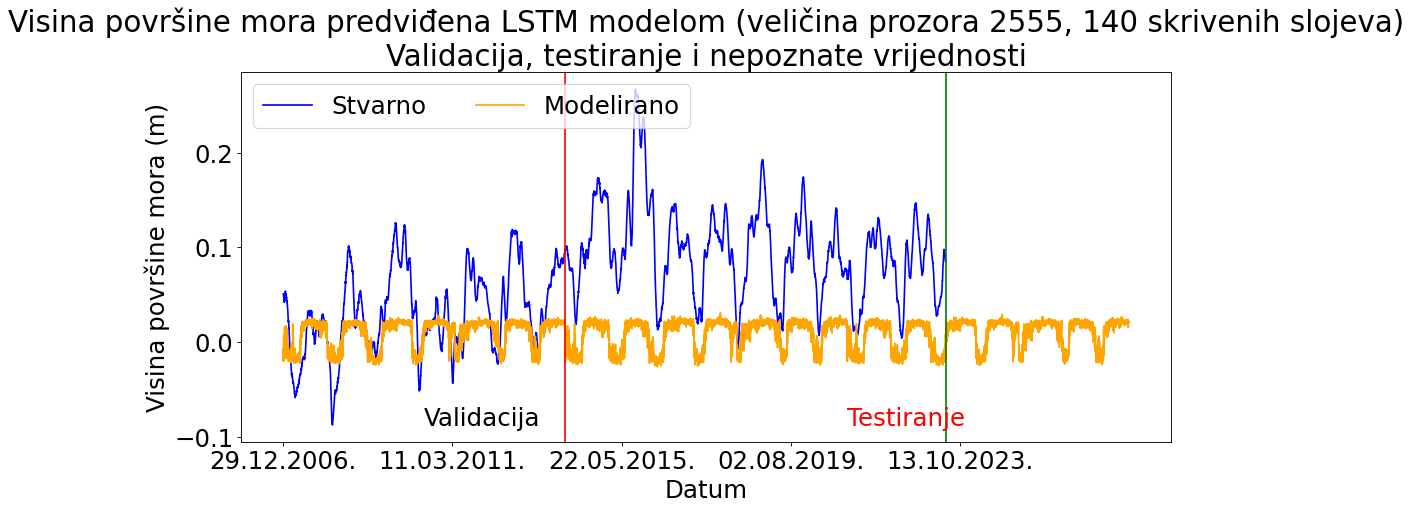 Visina površine mora predviđena LSTM modelom (veličina prozora 2555, 140 skrivenih slojeva)
Validacija, testiranje i nepoznate vrijednosti
Stvarno
Modelirano
Visina površine mora (m)
0.2
0.1
0.0
−0.1
Validacija
Testiranje
29.12.2006.
11.03.2011.
22.05.2015.
02.08.2019.
13.10.2023.
Datum